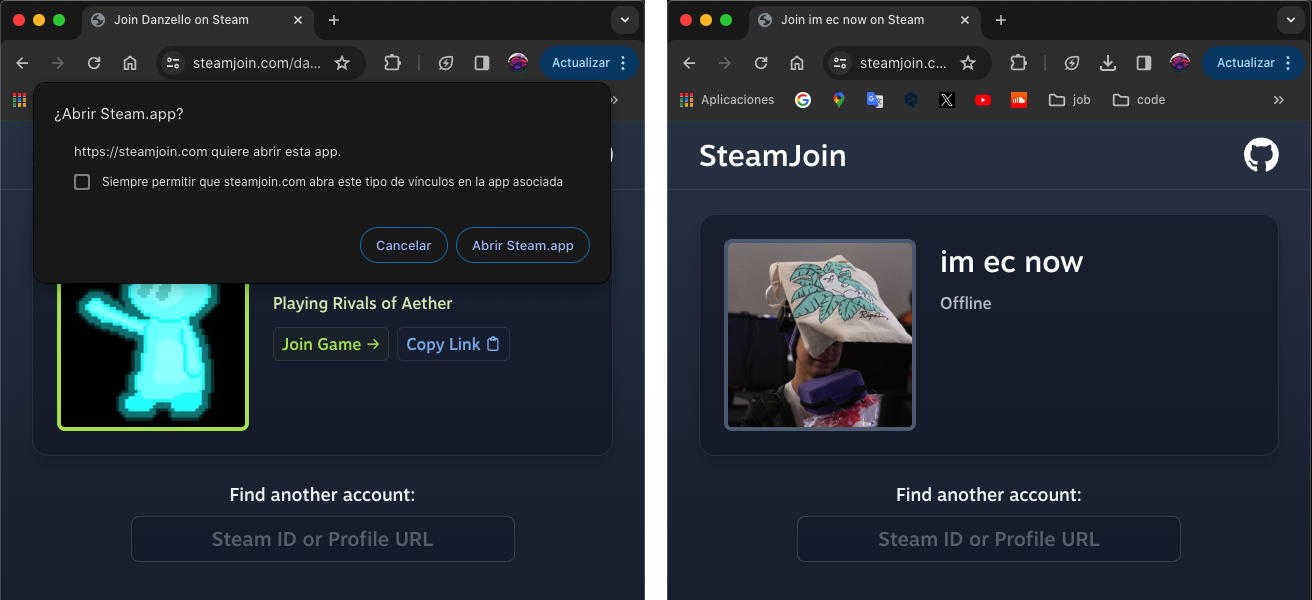 Join Danzello on Steam
steamjoin.com/da...
Actualizar
¿Abrir Steam.app?
https://steamjoin.com quiere abrir esta app.
Siempre permitir que steamjoin.com abra este tipo de vínculos en la app asociada
Cancelar
Abrir Steam.app
Playing Rivals of Aether
Join Game →
Copy Link
Find another account:
Steam ID or Profile URL
Join im ec now on Steam
steamjoin.c...
Actualizar
Aplicaciones
job
code
SteamJoin
im ec now
Offline
Find another account:
Steam ID or Profile URL